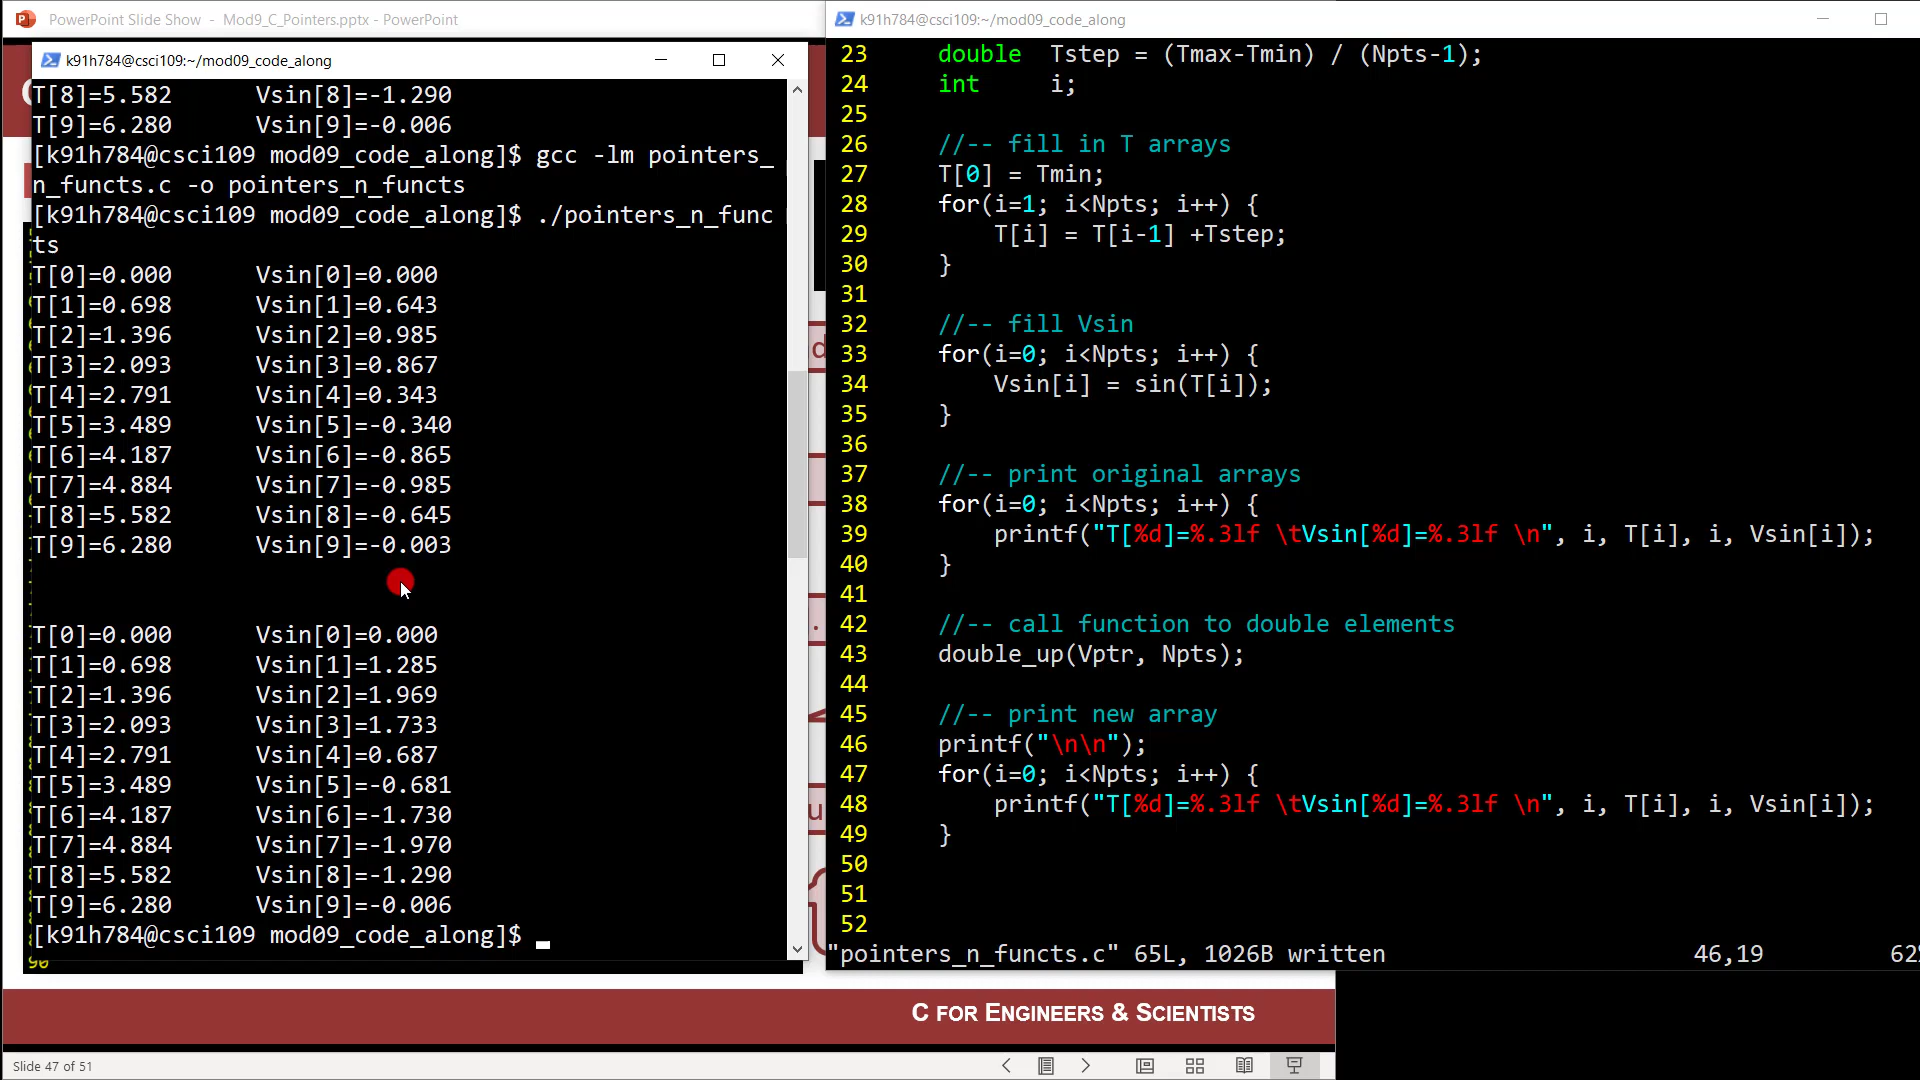 PowerPoint Slide Show - Mod9_C_Pointers.pptx - PowerPoint
k91h784@csci109:~/mod09_code_along
T[8]=5.582 Vsin[8]=-1.290
T[9]=6.280 Vsin[9]=-0.006
[k91h784@csci109 mod09_code_along]$ gcc -lm pointers_
n_functs.c -o pointers_n_functs
[k91h784@csci109 mod09_code_along]$ ./pointers_n_func
ts
T[0]=0.000 Vsin[0]=0.000
T[1]=0.698 Vsin[1]=0.643
T[2]=1.396 Vsin[2]=0.985
T[3]=2.093 Vsin[3]=0.867
T[4]=2.791 Vsin[4]=0.343
T[5]=3.489 Vsin[5]=-0.340
T[6]=4.187 Vsin[6]=-0.865
T[7]=4.884 Vsin[7]=-0.985
T[8]=5.582 Vsin[8]=-0.645
T[9]=6.280 Vsin[9]=-0.003
T[0]=0.000 Vsin[0]=0.000
T[1]=0.698 Vsin[1]=1.285
T[2]=1.396 Vsin[2]=1.969
T[3]=2.093 Vsin[3]=1.733
T[4]=2.791 Vsin[4]=0.687
T[5]=3.489 Vsin[5]=-0.681
T[6]=4.187 Vsin[6]=-1.730
T[7]=4.884 Vsin[7]=-1.970
T[8]=5.582 Vsin[8]=-1.290
T[9]=6.280 Vsin[9]=-0.006
[k91h784@csci109 mod09_code_along]$
k91h784@csci109:~/mod09_code_along
23 double Tstep = (Tmax-Tmin) / (Npts-1);
24 int i;
25
26 //-- fill in T arrays
27 T[0] = Tmin;
28 for(i=1; i<Npts; i++) {
29 T[i] = T[i-1] +Tstep;
30 }
31
32 //-- fill Vsin
33 for(i=0; i<Npts; i++) {
34 Vsin[i] = sin(T[i]);
35 }
36
37 //-- print original arrays
38 for(i=0; i<Npts; i++) {
39 printf("T[%d]=%.3lf \tVsin[%d]=%.3lf \n", i, T[i], i, Vsin[i]);
40 }
41
42 //-- call function to double elements
43 double_up(Vptr, Npts);
44
45 //-- print new array
46 printf("\n\n");
47 for(i=0; i<Npts; i++) {
48 printf("T[%d]=%.3lf \tVsin[%d]=%.3lf \n", i, T[i], i, Vsin[i]);
49 }
50
51
52
"pointers_n_functs.c" 65L, 1026B written 46,19 62%
C FOR ENGINEERS & SCIENTISTS
Slide 47 of 51